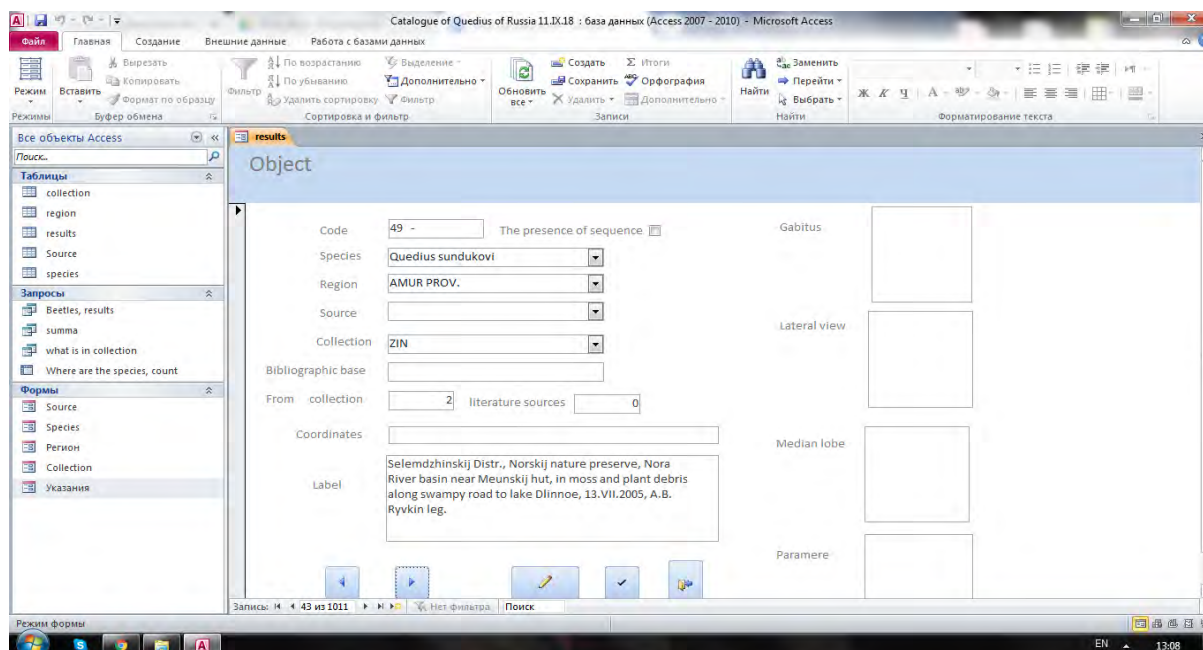 Catalogue of Quedius of Russia 11.IX.18 : база данных (Access 2007 - 2010) - Microsoft Access
Файл Главная Создание Внешние данные Работа с базами данных
Режим
Режимы
Вставить
Вырезать
Копировать
Формат по образцу
Буфер обмена
Фильтр
По возрастанию
По убыванию
Удалить сортировку
Выделение
Дополнительно
Фильтр
Сортировка и фильтр
Обновить все
Создать
Сохранить
Удалить
Σ Итоги
Орфография
Дополнительно
Записи
Найти
Заменить
Перейти
Выбрать
Найти
Ж К Ч А
Форматирование текста
Все объекты Access
Поиск..
Таблицы
collection
region
results
Source
species
Запросы
Beetles, results
summa
what is in collection
Where are the species, count
Формы
Source
Species
Регион
Collection
Указания
results
Object
Code 49 - The presence of sequence
Species Quedius sundukovi
Region AMUR PROV.
Source
Collection ZIN
Bibliographic base
From collection 2 literature sources 0
Coordinates
Label
Selemdzhinskij Distr., Norskij nature preserve, Nora
River basin near Meunskij hut, in moss and plant debris
along swampy road to lake Dlinnoe, 13.VII.2005, A.B.
Ryvkin leg.
Gabitus
Lateral view
Median lobe
Paramere
Запись: 43 из 1011 Нет фильтра Поиск
Режим формы
EN 13:08